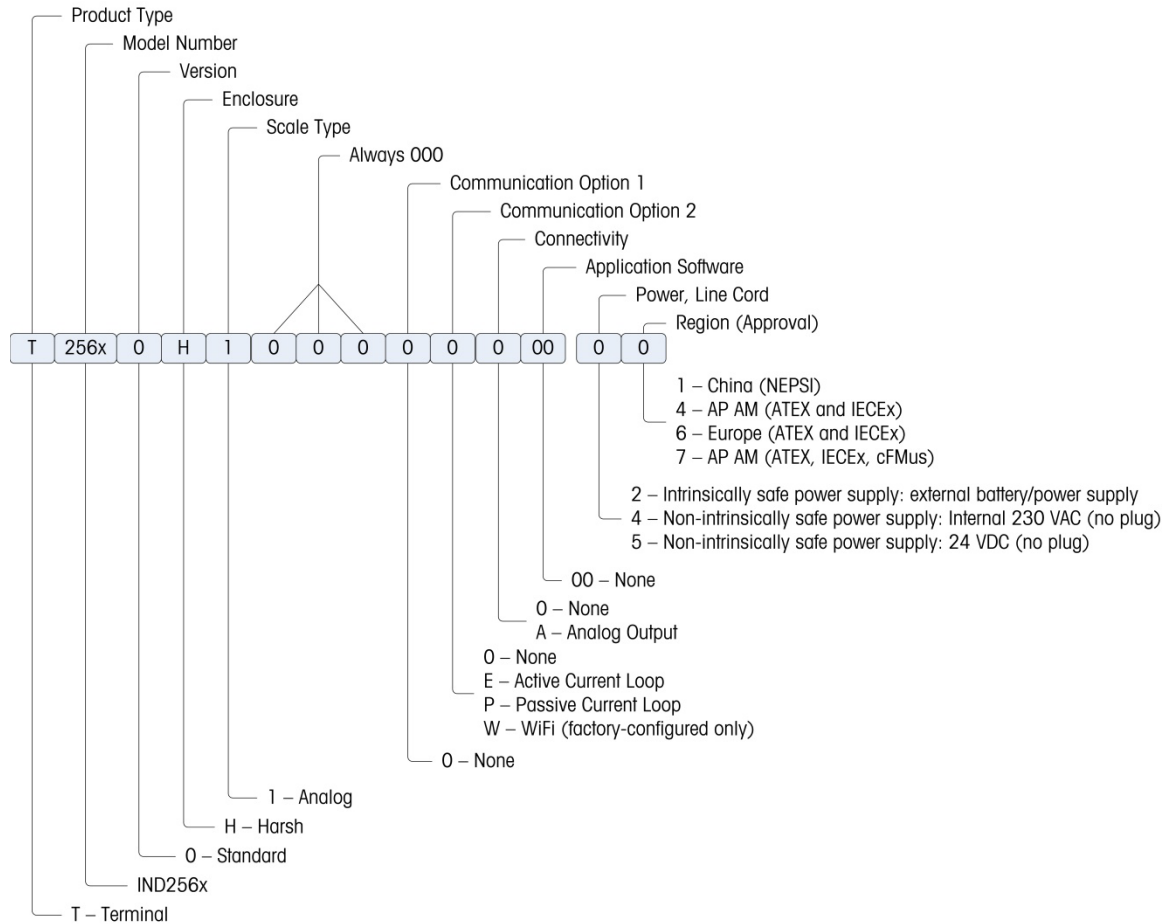 Product Type
Model Number
Version
Enclosure
Scale Type
Always 000
Communication Option 1
Communication Option 2
Connectivity
Application Software
Power, Line Cord
Region (Approval)
T 256x 0 H 1 0 0 0 0 0 0 00 0 0
1 – China (NEPSI)
4 – AP AM (ATEX and IECEx)
6 – Europe (ATEX and IECEx)
7 – AP AM (ATEX, IECEx, cFMus)
2 – Intrinsically safe power supply: external battery/power supply
4 – Non-intrinsically safe power supply: Internal 230 VAC (no plug)
5 – Non-intrinsically safe power supply: 24 VDC (no plug)
00 – None
0 – None
A – Analog Output
0 – None
E – Active Current Loop
P – Passive Current Loop
W – WiFi (factory-configured only)
0 – None
1 – Analog
H – Harsh
0 – Standard
IND256x
T – Terminal